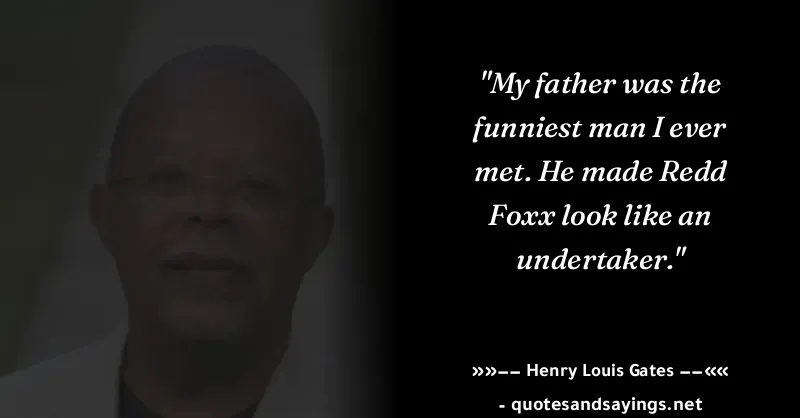 "My father was the
funniest man I ever
met. He made Redd
Foxx look like an
undertaker."
»»−− Henry Louis Gates −−««
- quotesandsayings.net